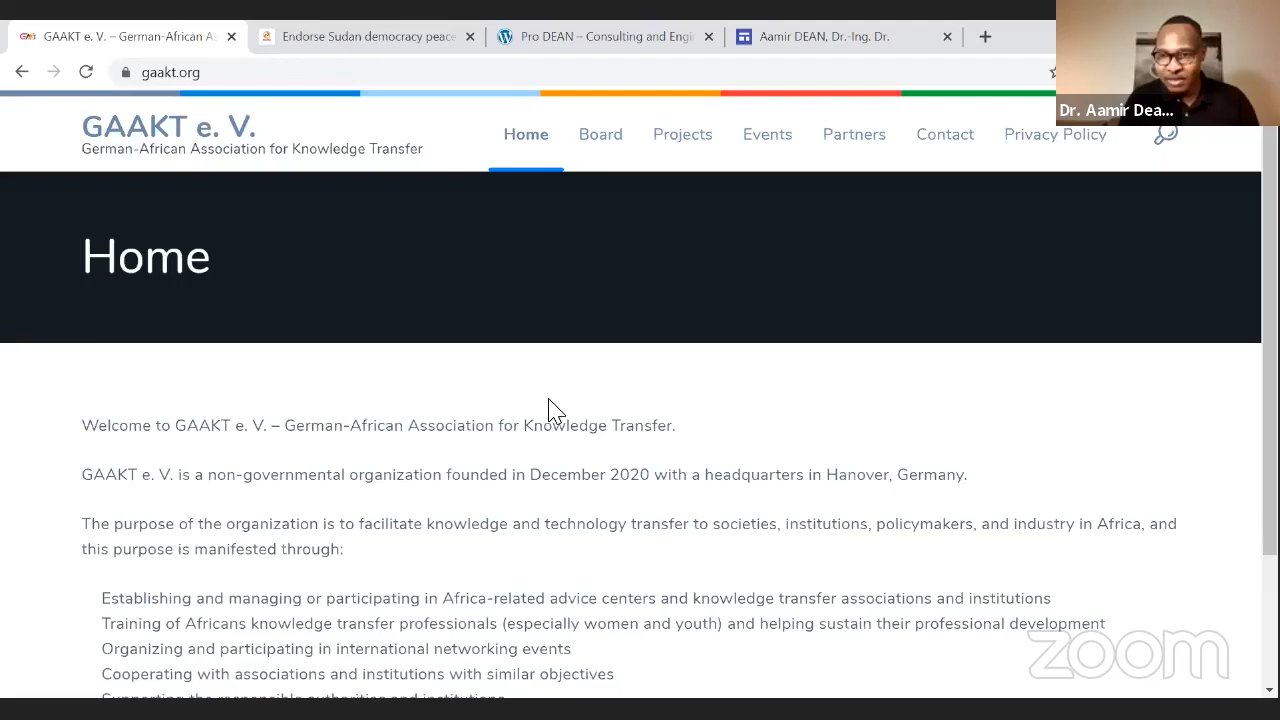 GAAKT e. V. – German-African As
Endorse Sudan democracy peace
Pro DEAN – Consulting and Engi
Aamir DEAN, Dr.-Ing. Dr.
gaakt.org
Dr. Aamir Dea...
GAAKT e. V.
German-African Association for Knowledge Transfer
Home
Board
Projects
Events
Partners
Contact
Privacy Policy
Home
Welcome to GAAKT e. V. – German-African Association for Knowledge Transfer.
GAAKT e. V. is a non-governmental organization founded in December 2020 with a headquarters in Hanover, Germany.
The purpose of the organization is to facilitate knowledge and technology transfer to societies, institutions, policymakers, and industry in Africa, and
this purpose is manifested through:
Establishing and managing or participating in Africa-related advice centers and knowledge transfer associations and institutions
Training of Africans knowledge transfer professionals (especially women and youth) and helping sustain their professional development
Organizing and participating in international networking events
Cooperating with associations and institutions with similar objectives
Supporting the responsible authorities and institutions
zoom